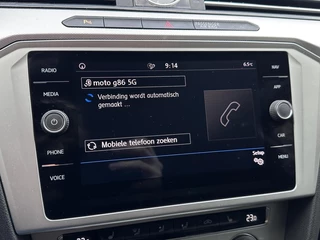 RADIO
MEDIA
PHONE
VOICE
9:14
6.5°C
moto g86 5G
Verbinding wordt automatisch
gemaakt ...
Mobiele telefoon zoeken
Setup
NAV
APP
CAR
MENU